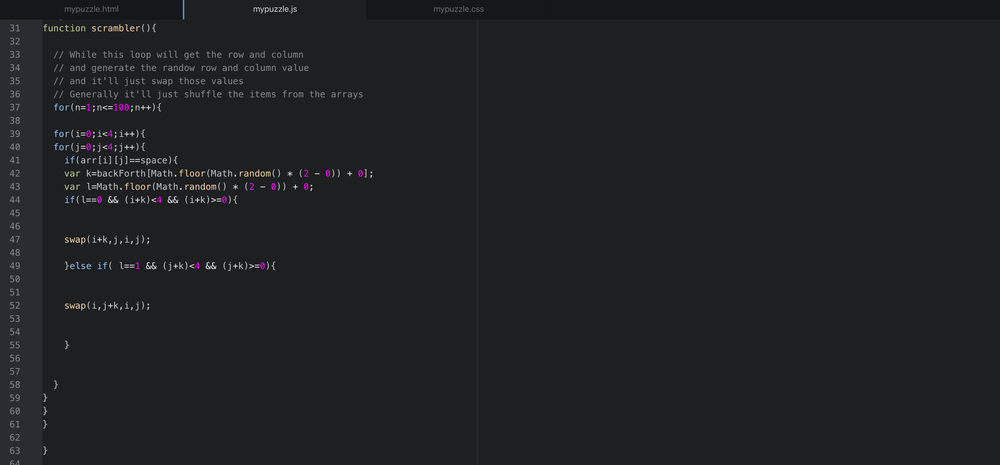 mypuzzle.html mypuzzle.js mypuzzle.css
31 function scrambler(){
32
33 // While this loop will get the row and column
34 // and generate the randow row and column value
35 // and it'll just swap those values
36 // Generally it'll just shuffle the items from the arrays
37 for(n=1;n<=100;n++){
38
39 for(i=0;i<4;i++){
40 for(j=0;j<4;j++){
41 if(arr[i][j]==space){
42 var k=backForth[Math.floor(Math.random() * (2 - 0)) + 0];
43 var l=Math.floor(Math.random() * (2 - 0)) + 0;
44 if(l==0 && (i+k)<4 && (i+k)>=0){
45
46
47 swap(i+k,j,i,j);
48
49 }else if( l==1 && (j+k)<4 && (j+k)>=0){
50
51
52 swap(i,j+k,i,j);
53
54
55 }
56
57
58 }
59 }
60 }
61 }
62
63 }
64